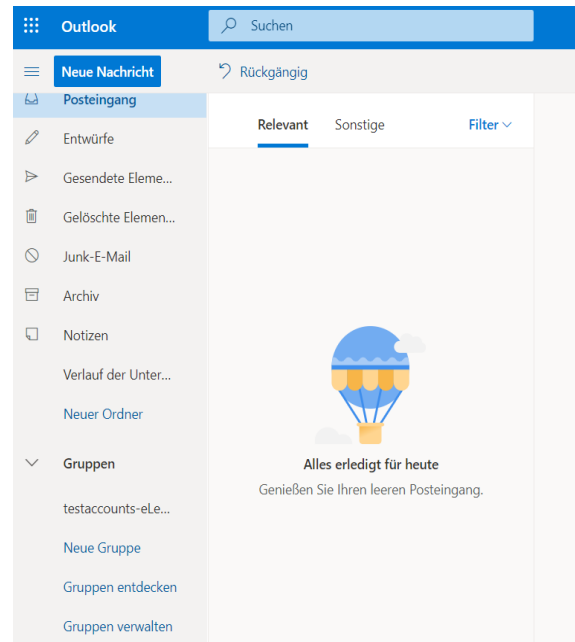 Outlook
Suchen
Neue Nachricht
Rückgängig
Posteingang
Entwürfe
Gesendete Eleme...
Gelöschte Elemen...
Junk-E-Mail
Archiv
Notizen
Verlauf der Unter...
Neuer Ordner
Gruppen
testaccounts-eLe...
Neue Gruppe
Gruppen entdecken
Gruppen verwalten
Relevant
Sonstige
Filter
Alles erledigt für heute
Genießen Sie Ihren leeren Posteingang.